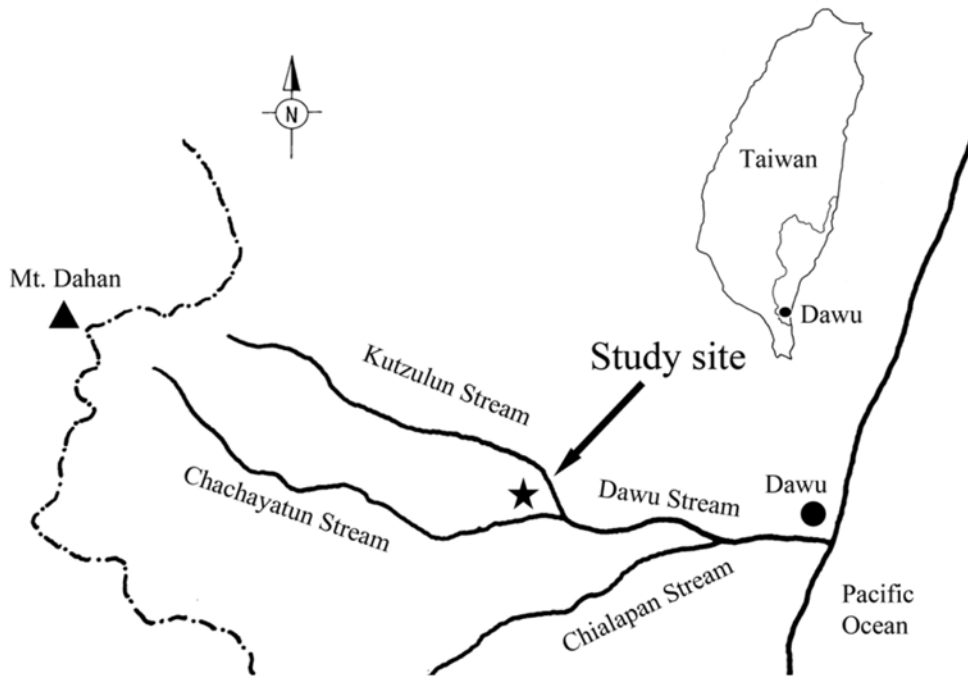 N
Taiwan
Mt. Dahan
Dawu
Study site
Kutzulun Stream
Chachayatun Stream
Dawu Stream
Dawu
Chialapan Stream
Pacific
Ocean